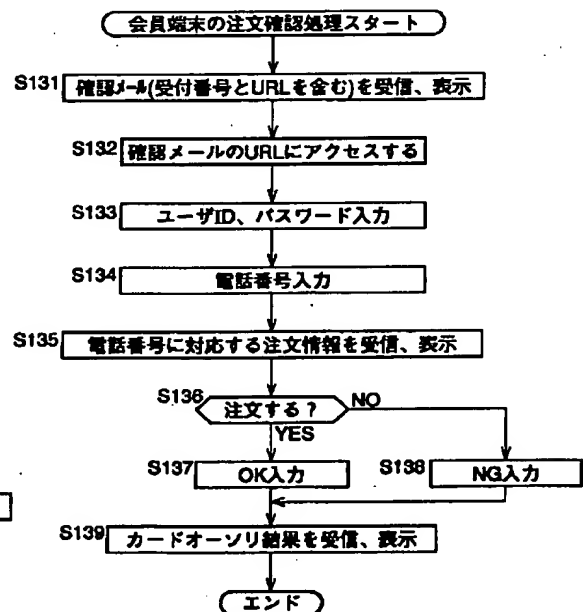 会員端末の注文確認処理スタート
S131 確認メール(受付番号とURLを含む)を受信、表示
S132 確認メールのURLにアクセスする
S133 ユーザID、パスワード入力
S134 電話番号入力
S135 電話番号に対応する注文情報を受信、表示
S136 注文する? NO
YES
S137 OK入力 S138 NG入力
S139 カードオーソリ結果を受信、表示
エンド